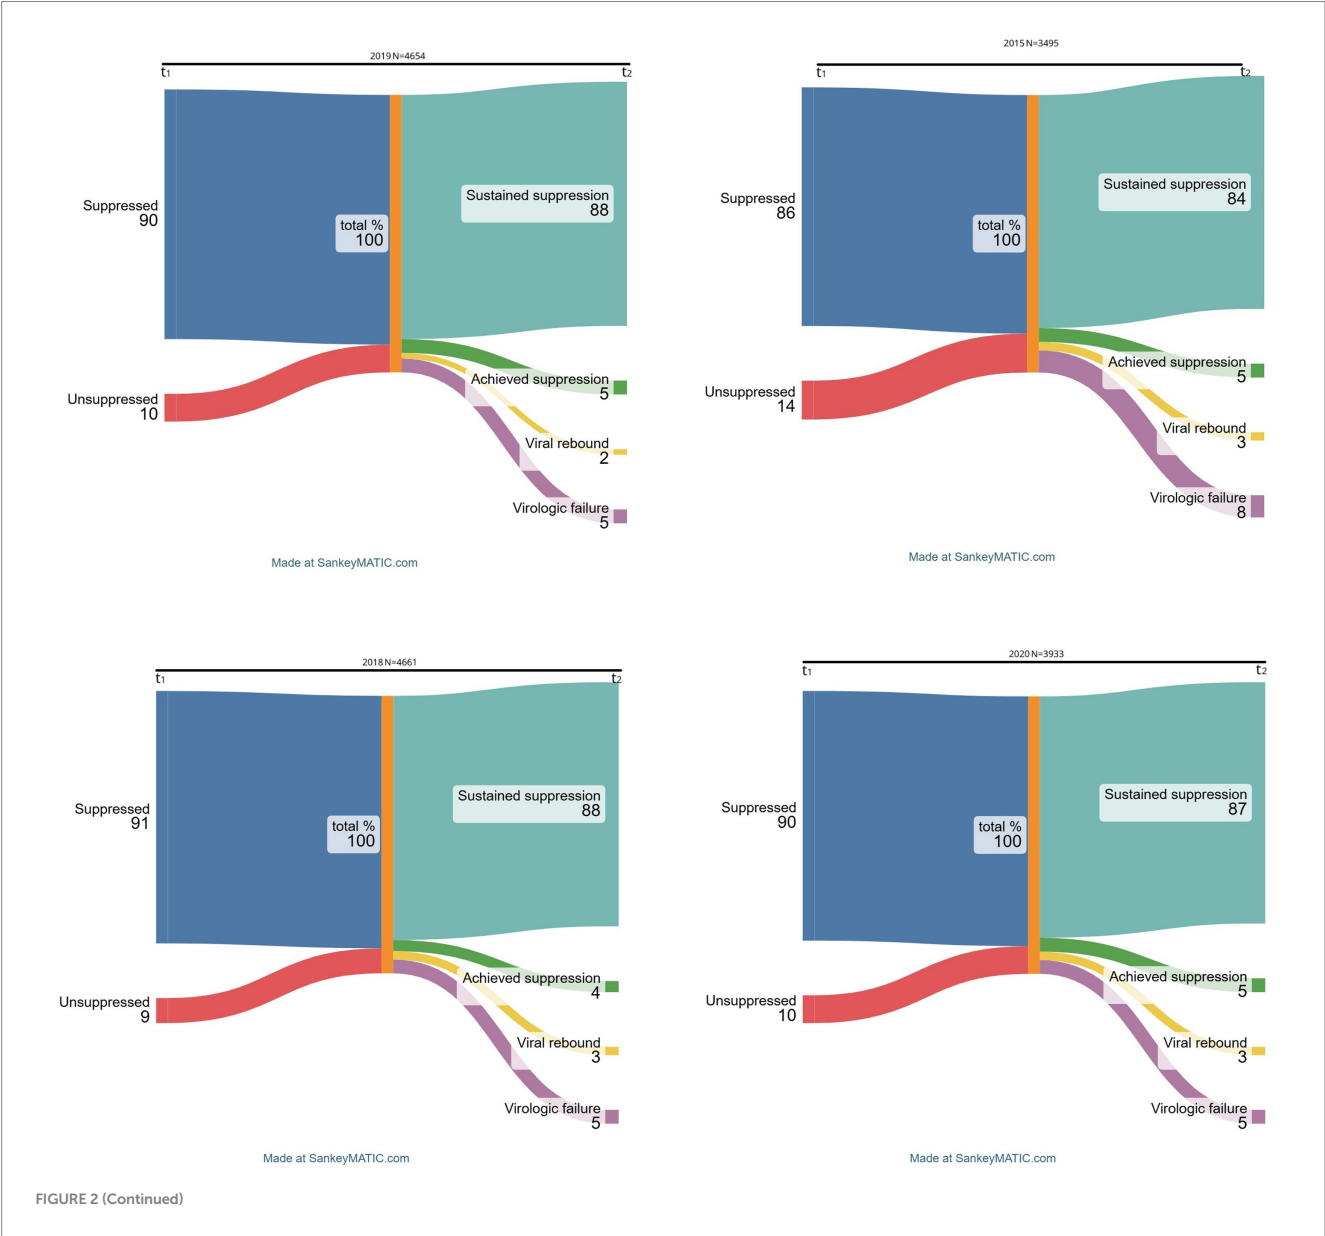 2019 N=4654
t1
t2
Suppressed
90
total %
100
Sustained suppression
88
Unsuppressed
10
Achieved suppression
5
Viral rebound
2
Virologic failure
5
Made at SankeyMATIC.com
2015 N=3495
t1
t2
Suppressed
86
total %
100
Sustained suppression
84
Unsuppressed
14
Achieved suppression
5
Viral rebound
3
Virologic failure
8
Made at SankeyMATIC.com
2018 N=4661
t1
t2
Suppressed
91
total %
100
Sustained suppression
88
Unsuppressed
9
Achieved suppression
4
Viral rebound
3
Virologic failure
5
Made at SankeyMATIC.com
2020 N=3933
t1
t2
Suppressed
90
total %
100
Sustained suppression
87
Unsuppressed
10
Achieved suppression
5
Viral rebound
3
Virologic failure
5
Made at SankeyMATIC.com
FIGURE 2 (Continued)